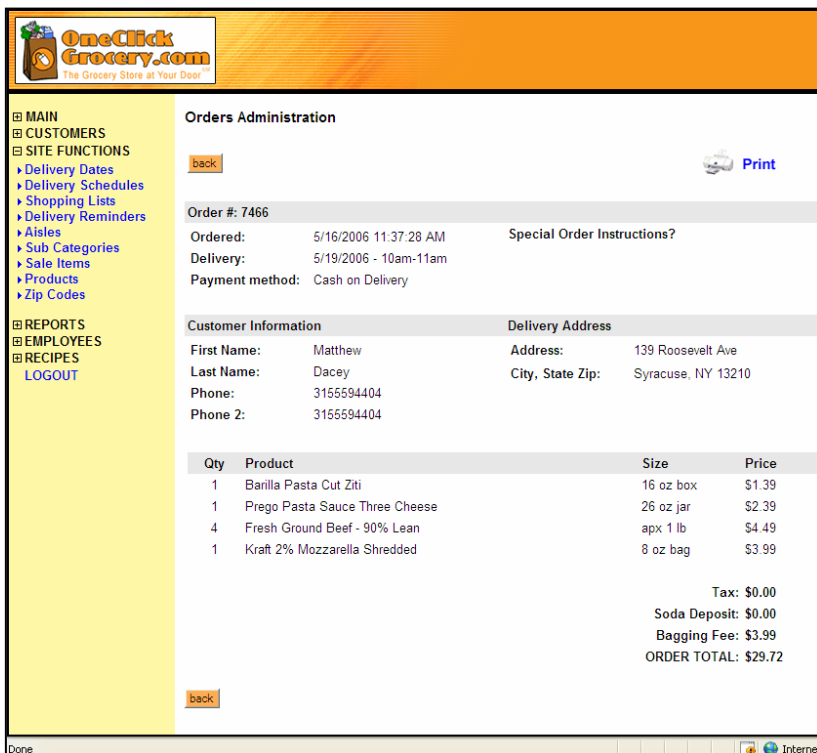 OneClick
Grocery.com
The Grocery Store at Your Door
MAIN
CUSTOMERS
SITE FUNCTIONS
Delivery Dates
Delivery Schedules
Shopping Lists
Delivery Reminders
Aisles
Sub Categories
Sale Items
Products
Zip Codes
REPORTS
EMPLOYEES
RECIPES
LOGOUT
Orders Administration
back
Print
Order #: 7466
Ordered: 5/16/2006 11:37:28 AM Special Order Instructions?
Delivery: 5/19/2006 - 10am-11am
Payment method: Cash on Delivery
Customer Information Delivery Address
First Name: Matthew Address: 139 Roosevelt Ave
Last Name: Dacey City, State Zip: Syracuse, NY 13210
Phone: 3155594404
Phone 2: 3155594404
Qty Product Size Price
1 Barilla Pasta Cut Ziti 16 oz box $1.39
1 Prego Pasta Sauce Three Cheese 26 oz jar $2.39
4 Fresh Ground Beef - 90% Lean apx 1 lb $4.49
1 Kraft 2% Mozzarella Shredded 8 oz bag $3.99
Tax: $0.00
Soda Deposit: $0.00
Bagging Fee: $3.99
ORDER TOTAL: $29.72
back
Done Interne